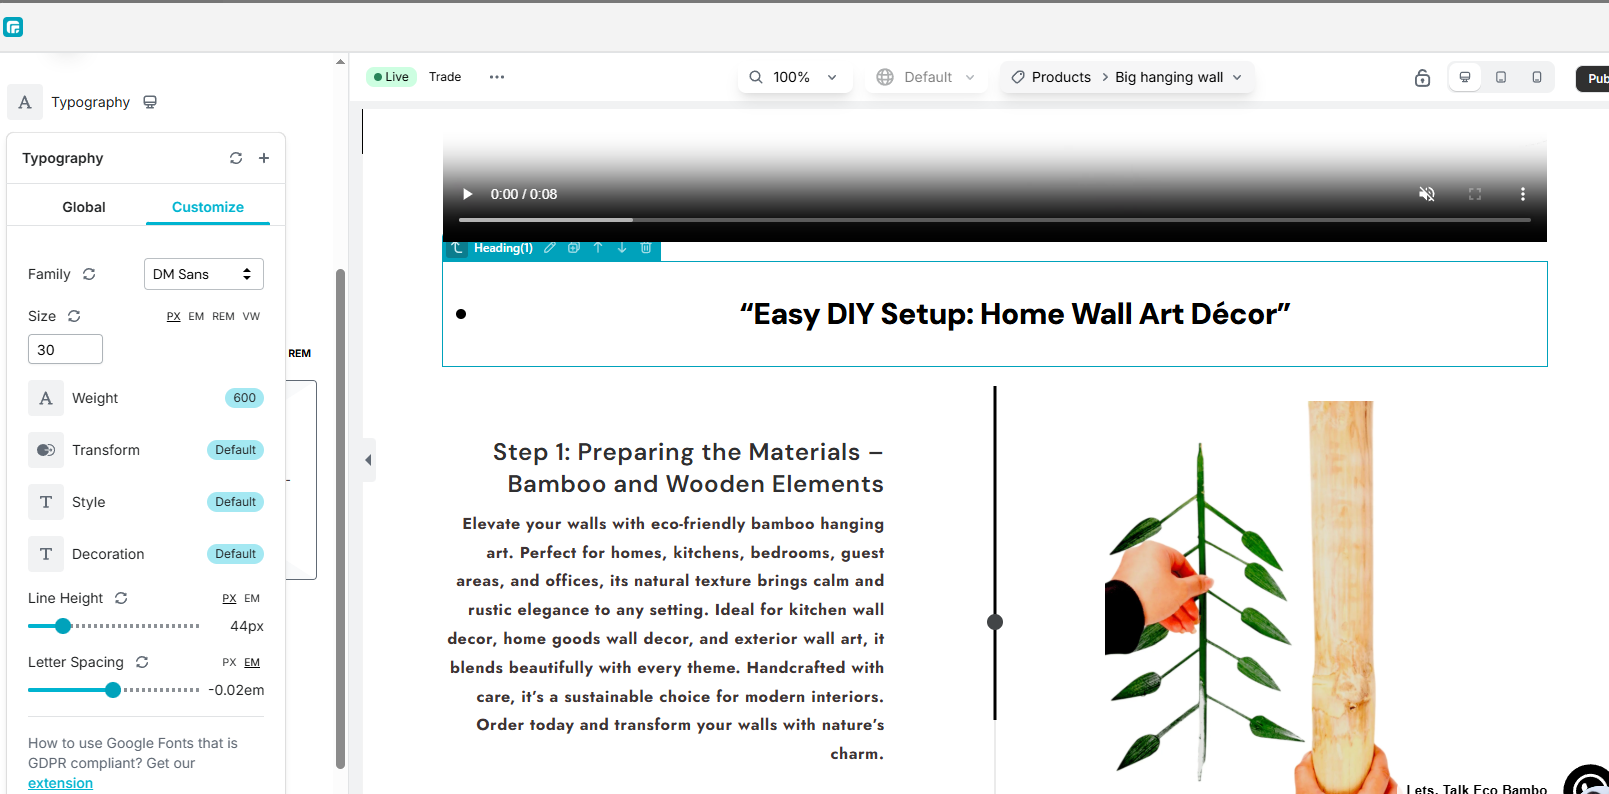 Live
Trade
100%
Default
Products
Big hanging wall
A
Typography
Typography
Global
Customize
Family
DM Sans
Size
PX EM REM VW
30
REM
A
Weight
600
Transform
Default
T
Style
Default
T
Decoration
Default
Line Height
PX EM
44px
Letter Spacing
PX EM
-0.02em
How to use Google Fonts that is
GDPR compliant? Get our
extension
0:00 / 0:08
Heading(1)
• “Easy DIY Setup: Home Wall Art Décor”
Step 1: Preparing the Materials –
Bamboo and Wooden Elements
Elevate your walls with eco-friendly bamboo hanging
art. Perfect for homes, kitchens, bedrooms, guest
areas, and offices, its natural texture brings calm and
rustic elegance to any setting. Ideal for kitchen wall
decor, home goods wall decor, and exterior wall art, it
blends beautifully with every theme. Handcrafted with
care, it’s a sustainable choice for modern interiors.
Order today and transform your walls with nature’s
charm.
Lets. Talk Eco Bambo